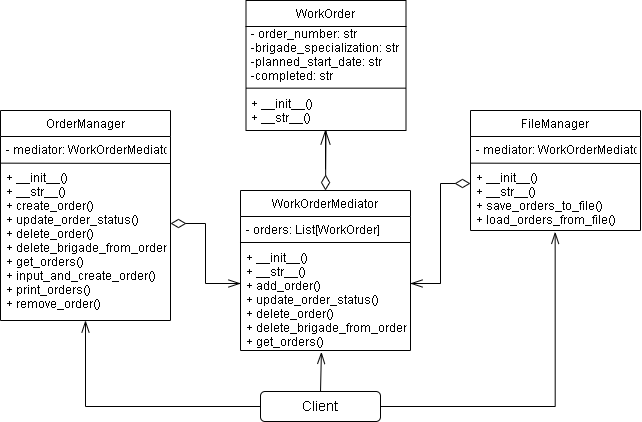 WorkOrder
- order_number: str
-brigade_specialization: str
-planned_start_date: str
-completed: str
+ __init__()
+ __str__()
OrderManager
- mediator: WorkOrderMediato
+ __init__()
+ __str__()
+ create_order()
+ update_order_status()
+ delete_order()
+ delete_brigade_from_order
+ get_orders()
+ input_and_create_order()
+ print_orders()
+ remove_order()
WorkOrderMediator
- orders: List[WorkOrder]
+ __init__()
+ __str__()
+ add_order()
+ update_order_status()
+ delete_order()
+ delete_brigade_from_order
+ get_orders()
FileManager
- mediator: WorkOrderMediato
+ __init__()
+ __str__()
+ save_orders_to_file()
+ load_orders_from_file()
Client